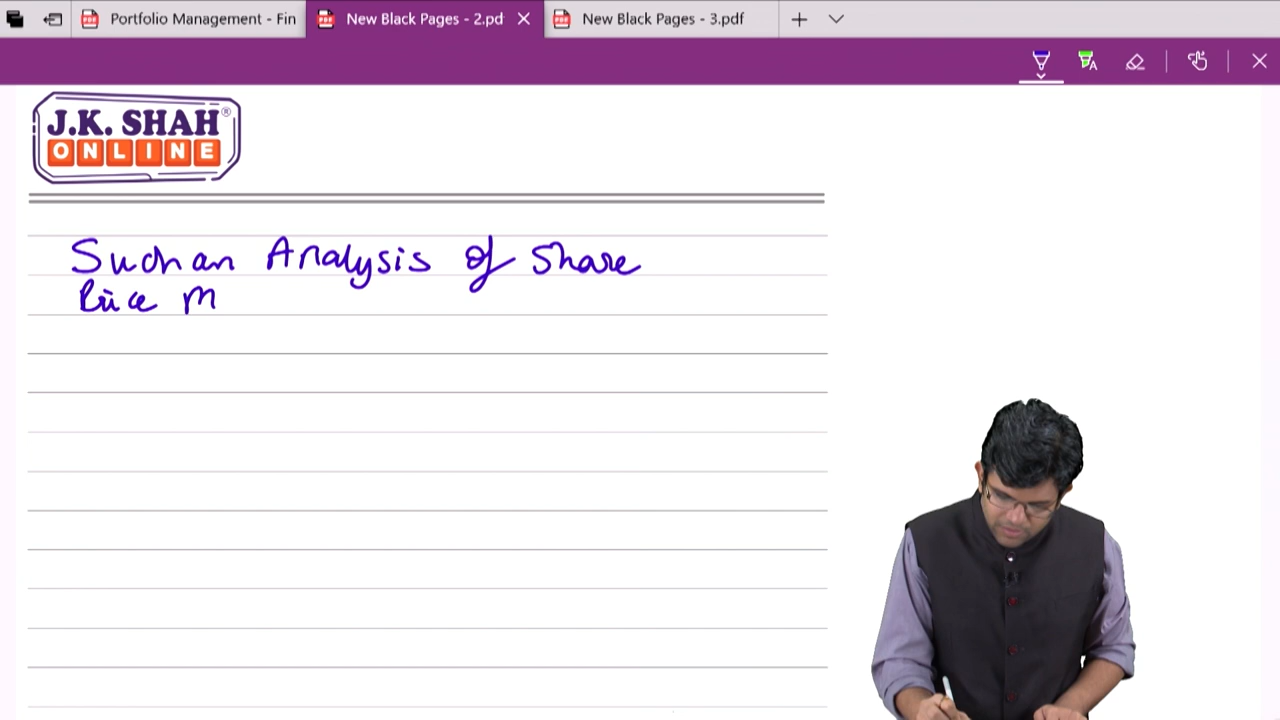 Portfolio Management - Fin
New Black Pages - 2.pd
New Black Pages - 3.pdf
J.K. SHAH®
ONLINE
Analysis of Share
Price M